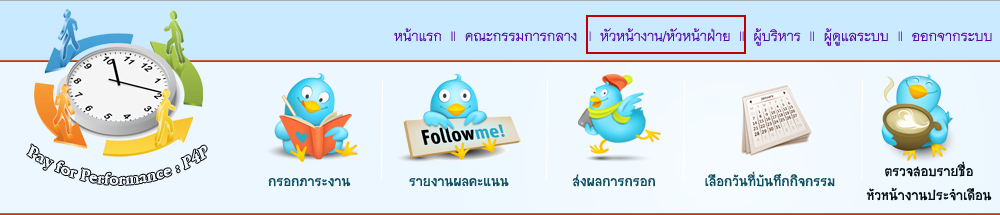 หน้าแรก || คณะกรรมการกลาง || หัวหน้างาน/หัวหน้าฝ่าย || ผู้บริหาร || ผู้ดูแลระบบ || ออกจากระบบ
10 11 12
Pay for Performance : P4P
Follow me!
January
กรอกภาระงาน
รายงานผลคะแนน
ส่งผลการกรอก
เลือกวันที่บันทึกกิจกรรม
ตรวจสอบรายชื่อ
หัวหน้างานประจำเดือน